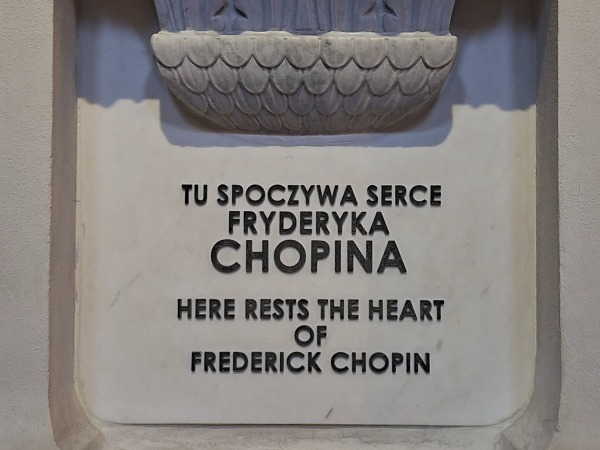 TU SPOCZYWA SERCE
FRYDERYKA
CHOPINA
HERE RESTS THE HEART
OF
FREDERICK CHOPIN